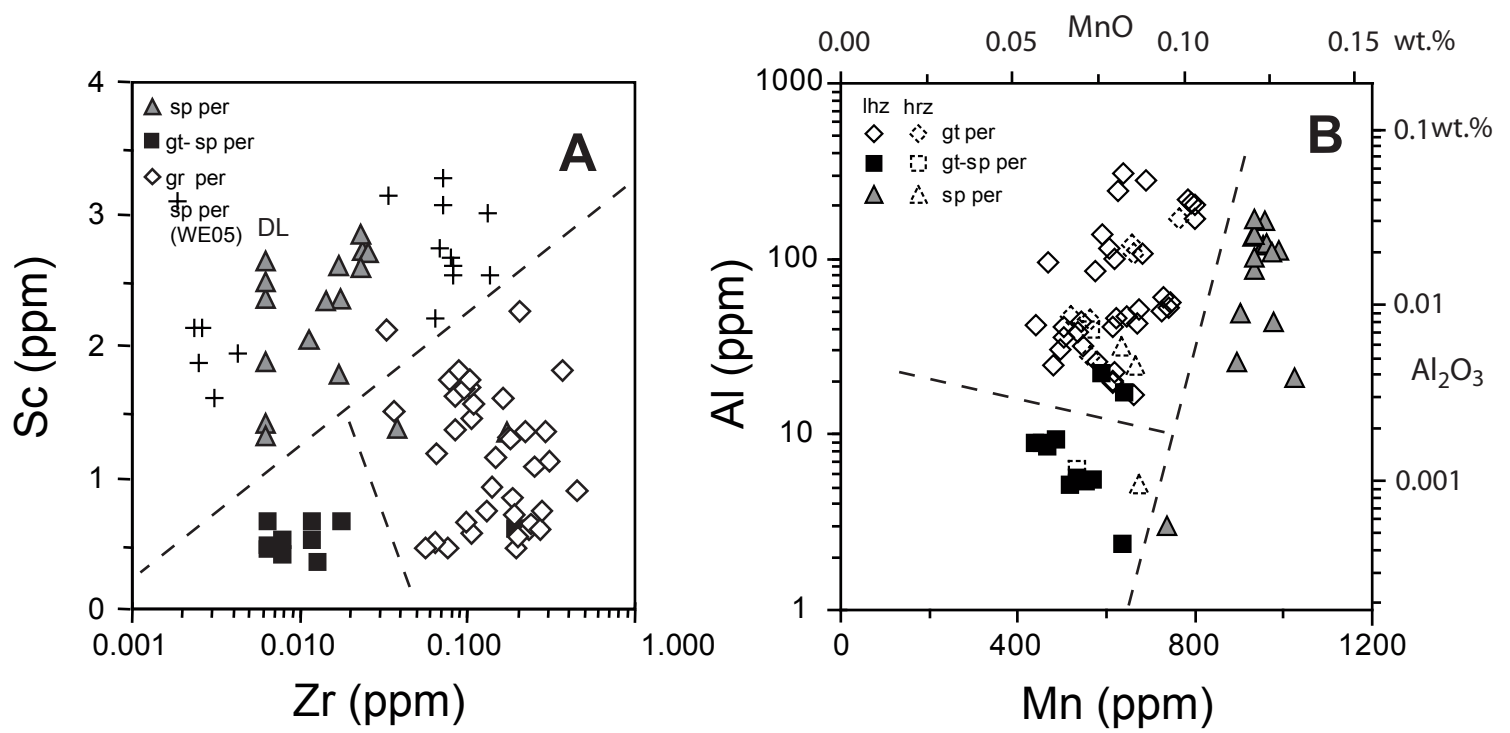 A
sp per
gt- sp per
gr per
sp per
(WE05)
DL
4
3
2
1
0
Sc (ppm)
0.001
0.010
0.100
1.000
Zr (ppm)
B
MnO
0.00
0.05
0.10
0.15
wt.%
lhz
hrz
gt per
gt-sp per
sp per
1000
100
10
1
Al (ppm)
0.1wt.%
0.01
0.001
Al2O3
0
400
800
1200
Mn (ppm)